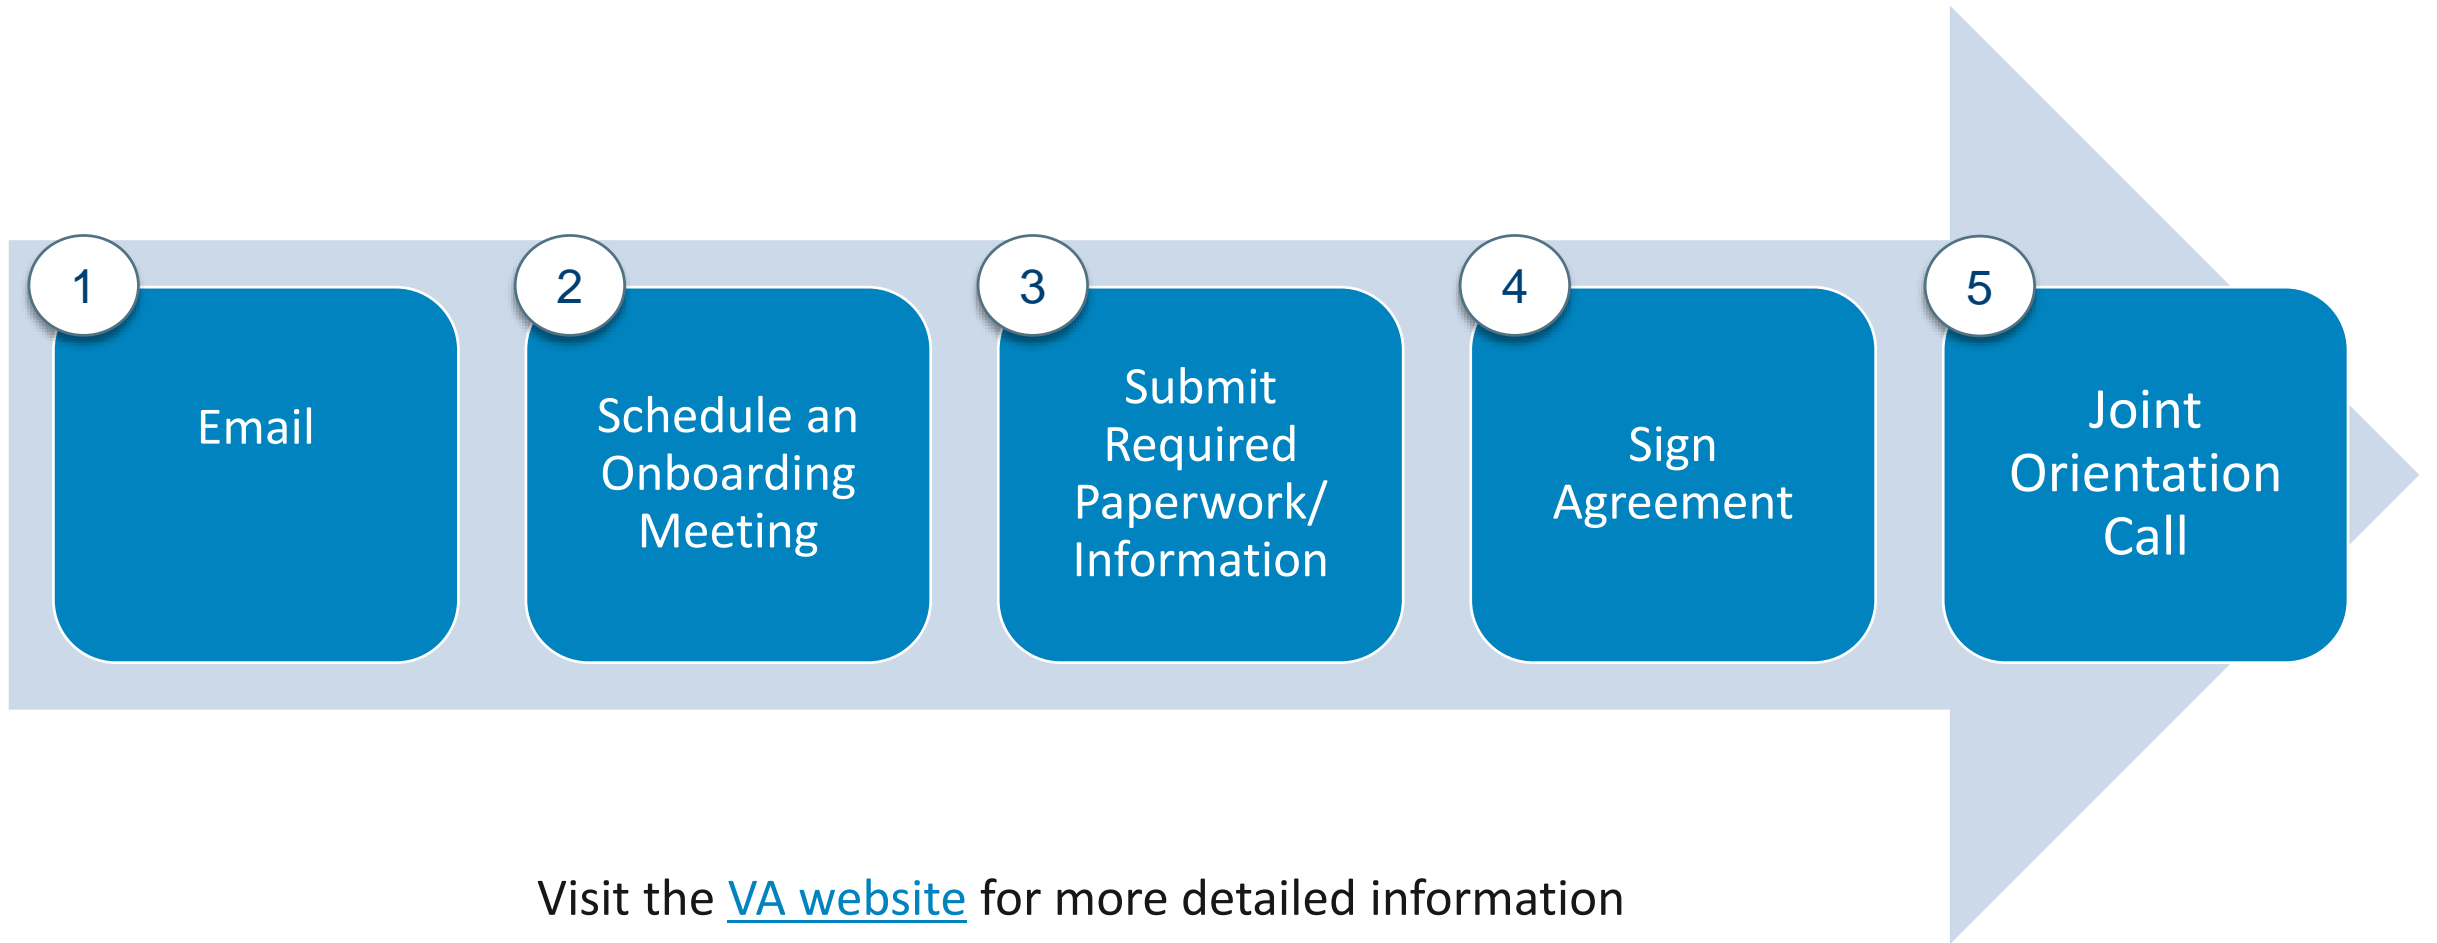 1
Email
2
Schedule an
Onboarding
Meeting
3
Submit
Required
Paperwork/
Information
4
Sign
Agreement
5
Joint
Orientation
Call
Visit the VA website for more detailed information